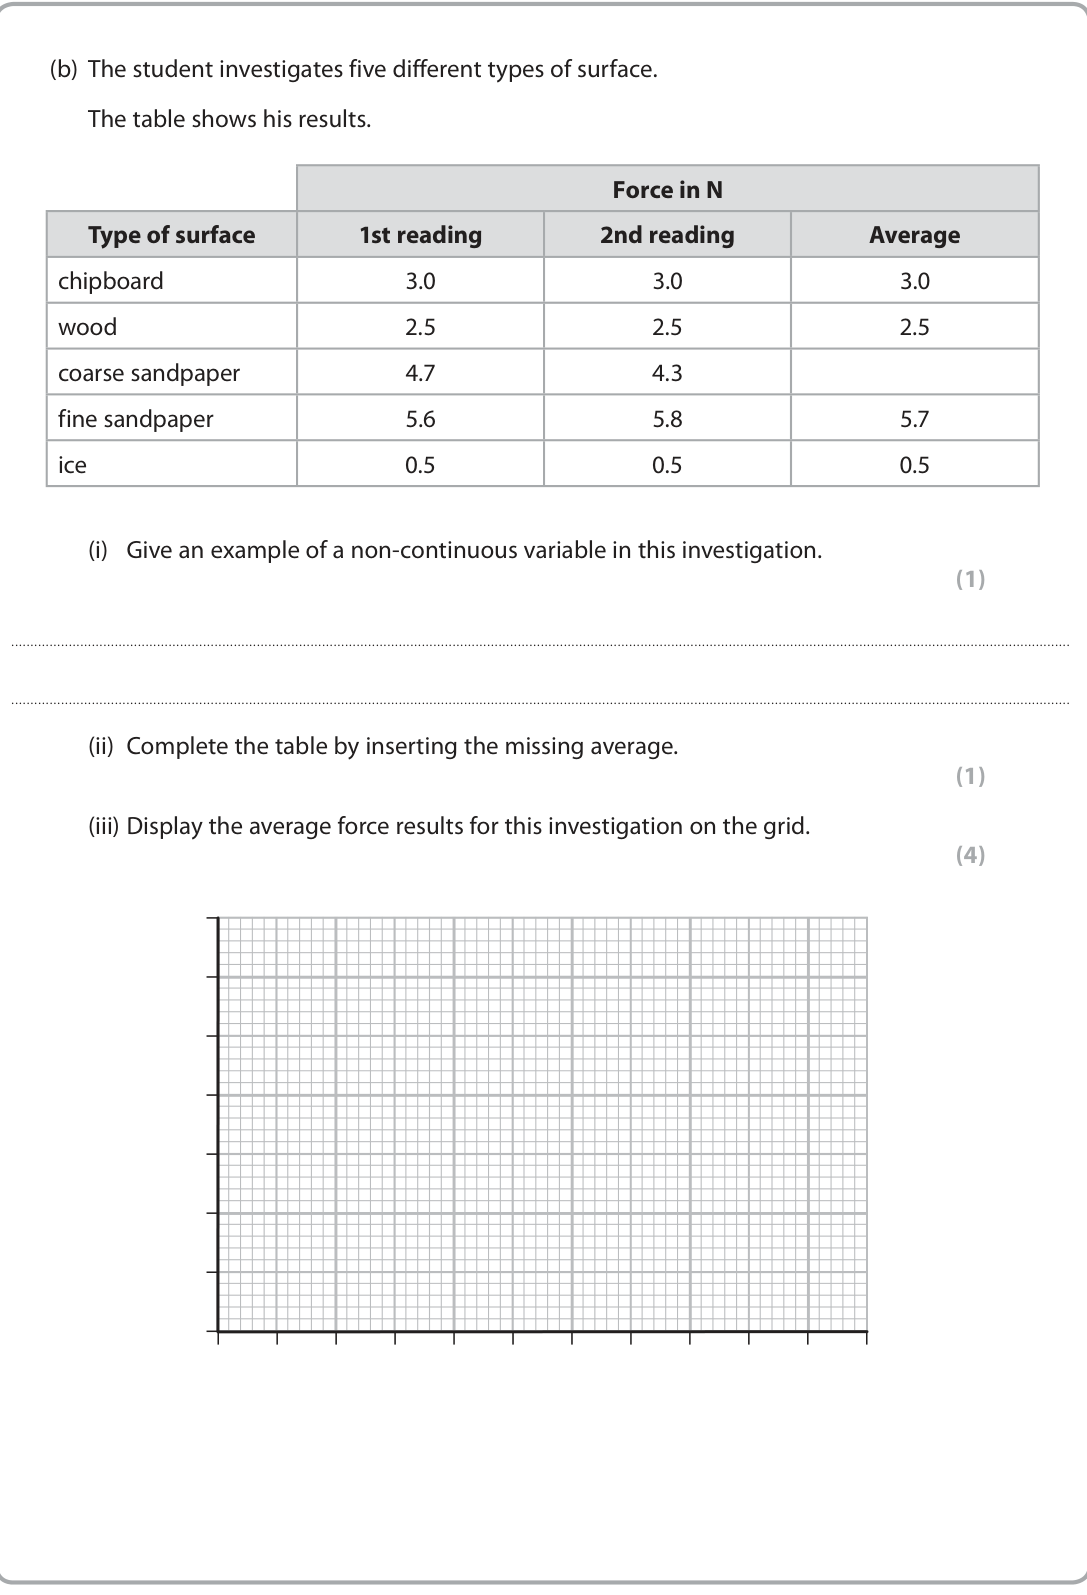 (b) The student investigates five different types of surface.
The table shows his results.
Force in N
Type of surface 1st reading 2nd reading Average
chipboard 3.0 3.0 3.0
wood 2.5 2.5 2.5
coarse sandpaper 4.7 4.3
fine sandpaper 5.6 5.8 5.7
ice 0.5 0.5 0.5
(i) Give an example of a non-continuous variable in this investigation.
(1)
(ii) Complete the table by inserting the missing average.
(1)
(iii) Display the average force results for this investigation on the grid.
(4)